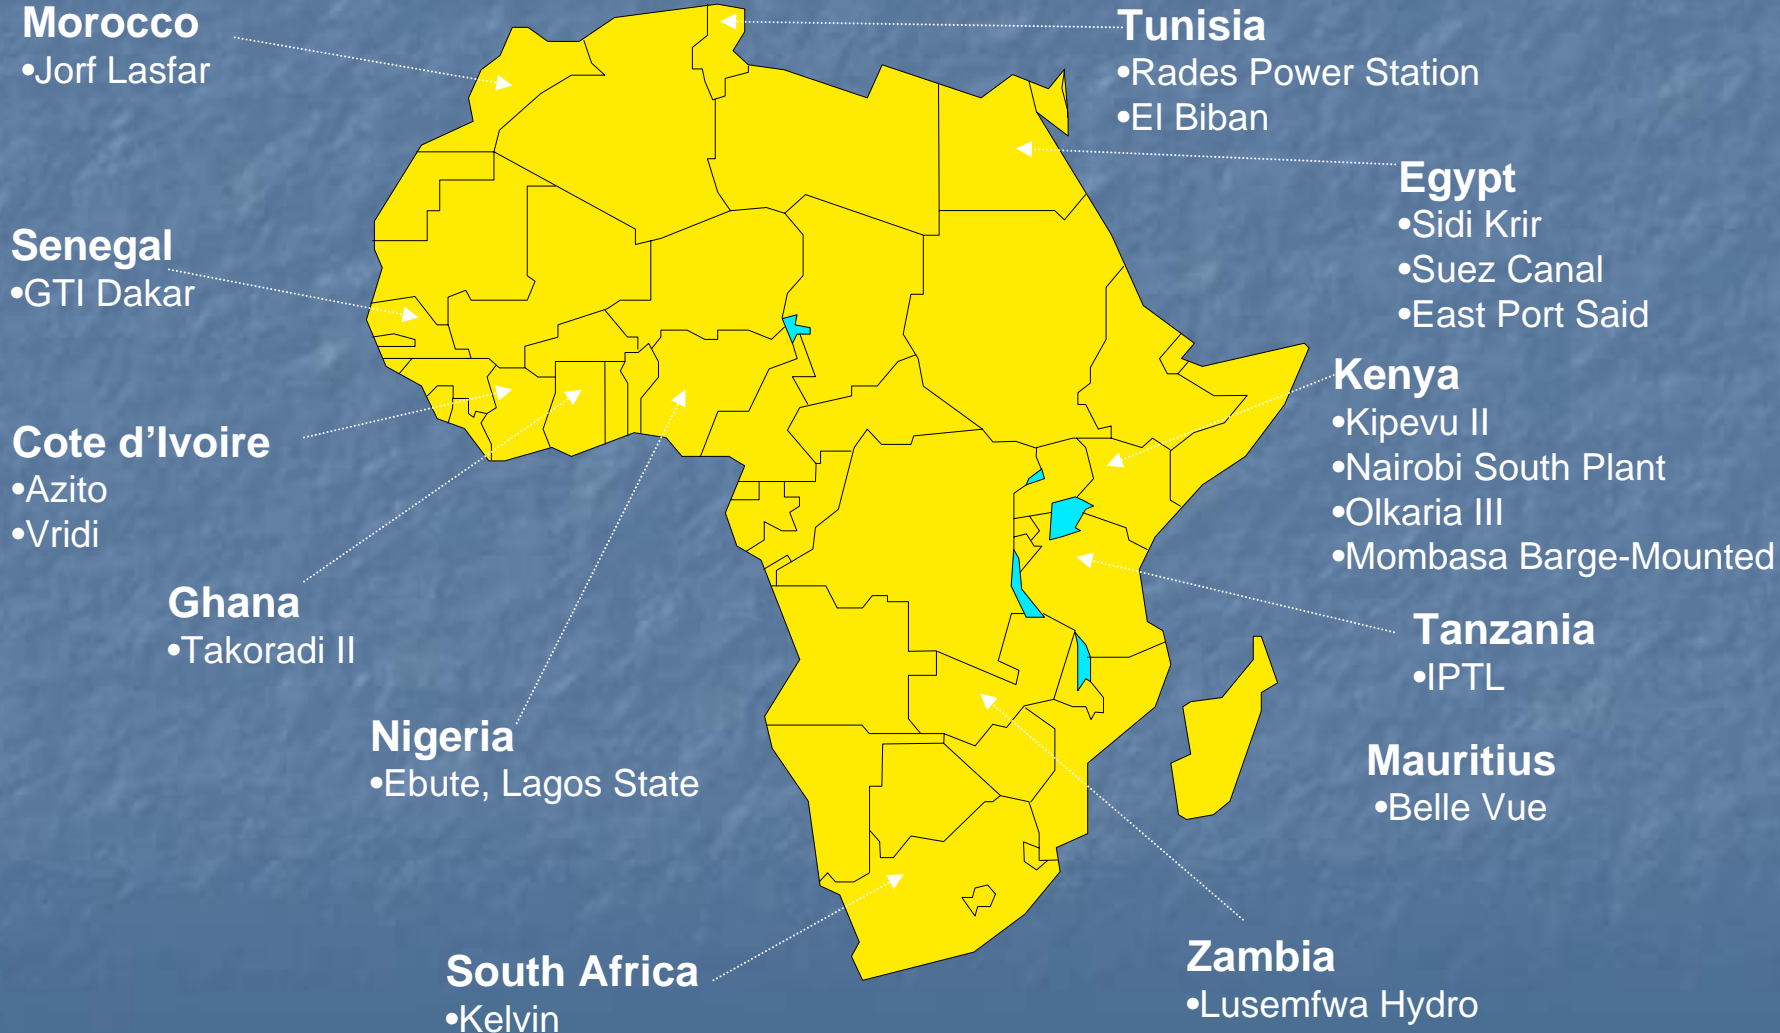 Morocco
•Jorf Lasfar
Tunisia
•Rades Power Station
•El Biban
Egypt
•Sidi Krir
•Suez Canal
•East Port Said
Senegal
•GTI Dakar
Kenya
•Kipevu II
•Nairobi South Plant
•Olkaria III
•Mombasa Barge-Mounted
Cote d’Ivoire
•Azito
•Vridi
Ghana
•Takoradi II
Tanzania
•IPTL
Nigeria
•Ebute, Lagos State
Mauritius
•Belle Vue
South Africa
•Kelvin
Zambia
•Lusemfwa Hydro